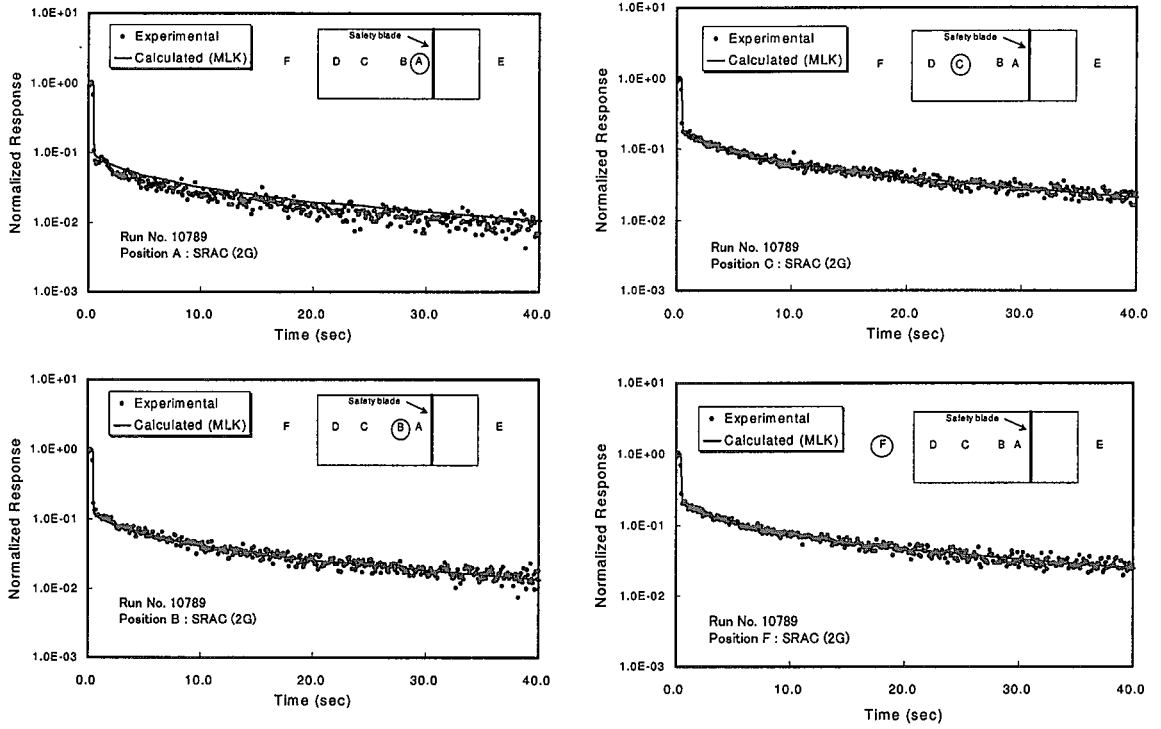 1.0E+01
1.0E+00
1.0E-01
1.0E-02
1.0E-03
Normalized Response
Experimental
Calculated (MLK)
Safety blade
F D C B A E
Run No. 10789
Position A : SRAC (2G)
0.0 10.0 20.0 30.0 40.0
Time (sec)
1.0E+01
1.0E+00
1.0E-01
1.0E-02
1.0E-03
Normalized Response
Experimental
Calculated (MLK)
Safety blade
F D C B A E
Run No. 10789
Position C : SRAC (2G)
0.0 10.0 20.0 30.0 40.0
Time (sec)
1.0E+01
1.0E+00
1.0E-01
1.0E-02
1.0E-03
Normalized Response
Experimental
Calculated (MLK)
Safety blade
F D C B A E
Run No. 10789
Position B : SRAC (2G)
0.0 10.0 20.0 30.0 40.0
Time (sec)
1.0E+01
1.0E+00
1.0E-01
1.0E-02
1.0E-03
Normalized Response
Experimental
Calculated (MLK)
Safety blade
F D C B A E
Run No. 10789
Position F : SRAC (2G)
0.0 10.0 20.0 30.0 40.0
Time (sec)